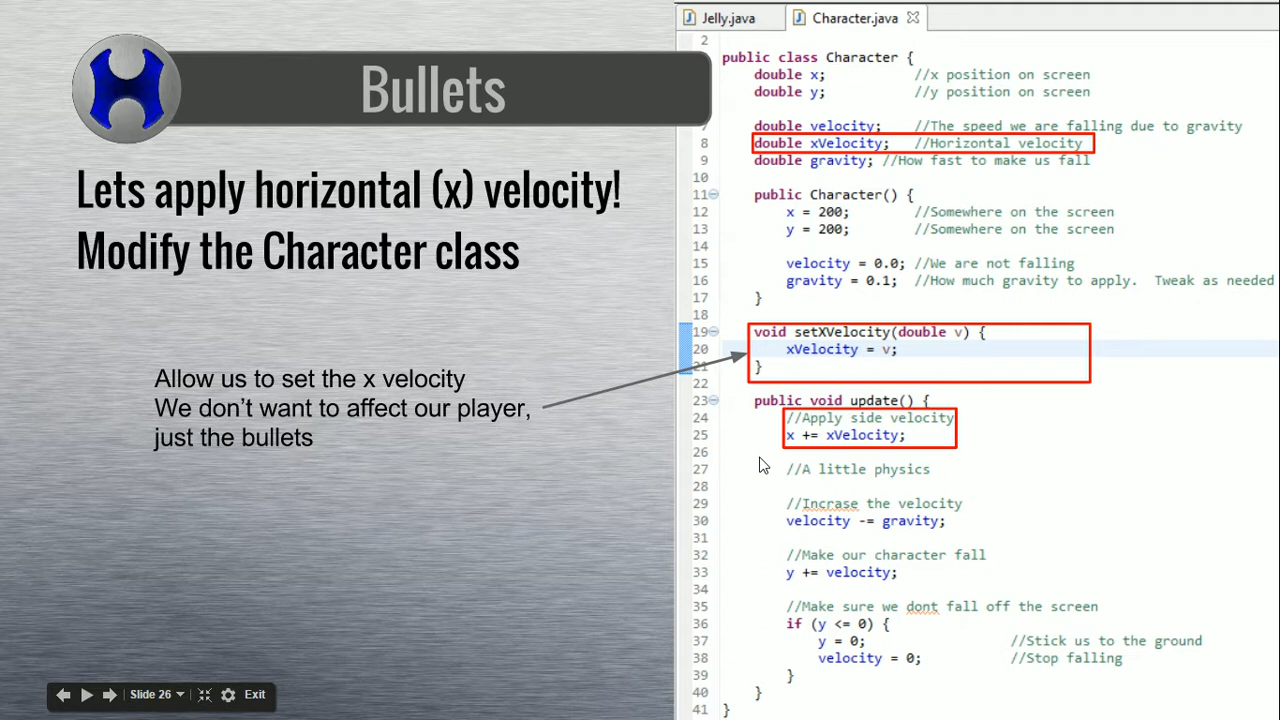 Bullets
Lets apply horizontal (x) velocity!
Modify the Character class
Allow us to set the x velocity
We don’t want to affect our player,
just the bullets
Slide 26
Exit
Jelly.java Character.java
2
public class Character {
double x; //x position on screen
double y; //y position on screen
7 double velocity; //The speed we are falling due to gravity
8 double xVelocity; //Horizontal velocity
9 double gravity; //How fast to make us fall
10
11 public Character() {
12 x = 200; //Somewhere on the screen
13 y = 200; //Somewhere on the screen
14
15 velocity = 0.0; //We are not falling
16 gravity = 0.1; //How much gravity to apply. Tweak as needed
17 }
18
19 void setXVelocity(double v) {
20 xVelocity = v;
21 }
22
23 public void update() {
24 //Apply side velocity
25 x += xVelocity;
26
27 //A little physics
28
29 //Incrase the velocity
30 velocity -= gravity;
31
32 //Make our character fall
33 y += velocity;
34
35 //Make sure we dont fall off the screen
36 if (y <= 0) {
37 y = 0; //Stick us to the ground
38 velocity = 0; //Stop falling
39 }
40 }
41 }